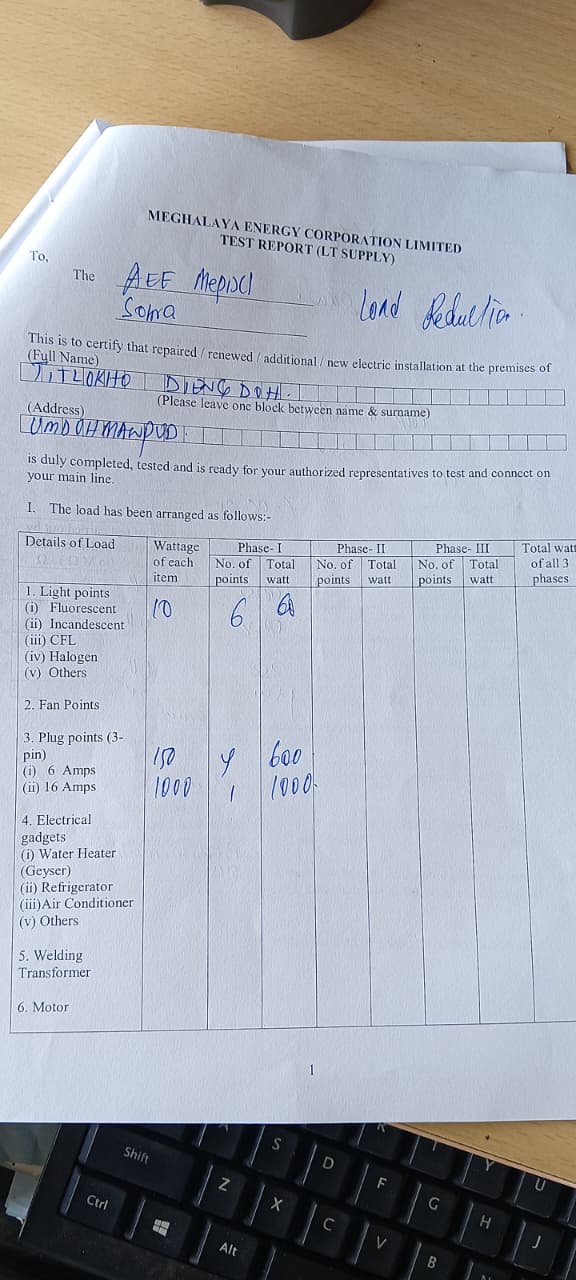 MEGHALAYA ENERGY CORPORATION LIMITED
TEST REPORT (LT SUPPLY)
To,
The AEE MePDCl
Sohra
Load Reduction.
This is to certify that repaired / renewed / additional / new electric installation at the premises of
(Full Name)
TITLOKHO DIENGDOH.
(Please leave one block between name & surname)
(Address)
UMDOHMAWPUD.
is duly completed, tested and is ready for your authorized representatives to test and connect on
your main line.
I. The load has been arranged as follows:-
Details of Load Wattage of each item Phase- I Phase- II Phase- III Total watt of all 3 phases
No. of points Total watt No. of points Total watt No. of points Total watt
1. Light points
(i) Fluorescent 10 6 60
(ii) Incandescent
(iii) CFL
(iv) Halogen
(v) Others
2. Fan Points
3. Plug points (3-
pin)
(i) 6 Amps 150 4 600
(ii) 16 Amps 1000 1 1000.
4. Electrical
gadgets
(i) Water Heater
(Geyser)
(ii) Refrigerator
(iii)Air Conditioner
(v) Others
5. Welding
Transformer
6. Motor
1
Shift Z X C V B
A S D F G H J
Ctrl Alt
Y U